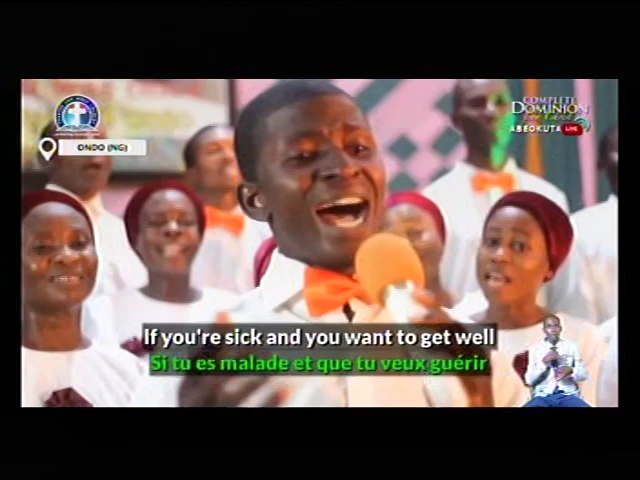 COMPLETE
DOMINION
ABEOKUTA LIVE
ONDO (NG)
If you're sick and you want to get well
Si tu es malade et que tu veux guérir